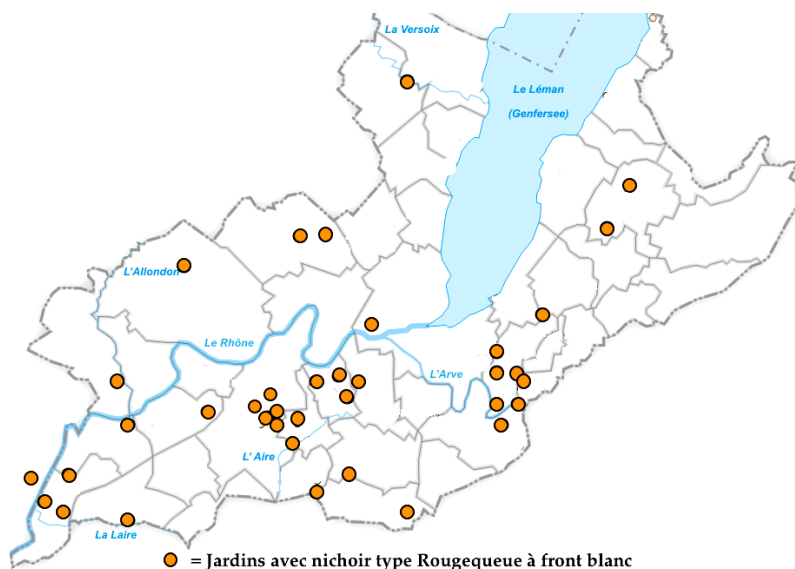 La Versoix
Le Léman
(Genfersee)
L'Allondon
Le Rhône
L'Arve
L' Aire
La Laire
= Jardins avec nichoir type Rougequeue à front blanc